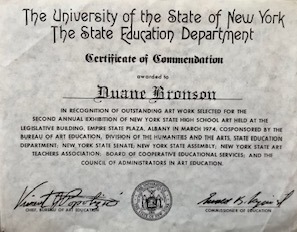 The University of the State of New York
The State Education Department
Certificate of Commendation
awarded to
Duane Bronson
IN RECOGNITION OF OUTSTANDING ART WORK SELECTED FOR THE
SECOND ANNUAL EXHIBITION OF NEW YORK STATE HIGH SCHOOL ART HELD AT THE
LEGISLATIVE BUILDING, EMPIRE STATE PLAZA, ALBANY IN MARCH 1974. COSPONSORED BY THE
BUREAU OF ART EDUCATION, DIVISION OF THE HUMANITIES AND THE ARTS, STATE EDUCATION
DEPARTMENT; NEW YORK STATE SENATE; NEW YORK STATE ASSEMBLY; NEW YORK STATE ART
TEACHERS ASSOCIATION; BOARD OF COOPERATIVE EDUCATIONAL SERVICES; AND THE
COUNCIL OF ADMINISTRATORS IN ART EDUCATION.
CHIEF, BUREAU OF ART EDUCATION
COMMISSIONER OF EDUCATION